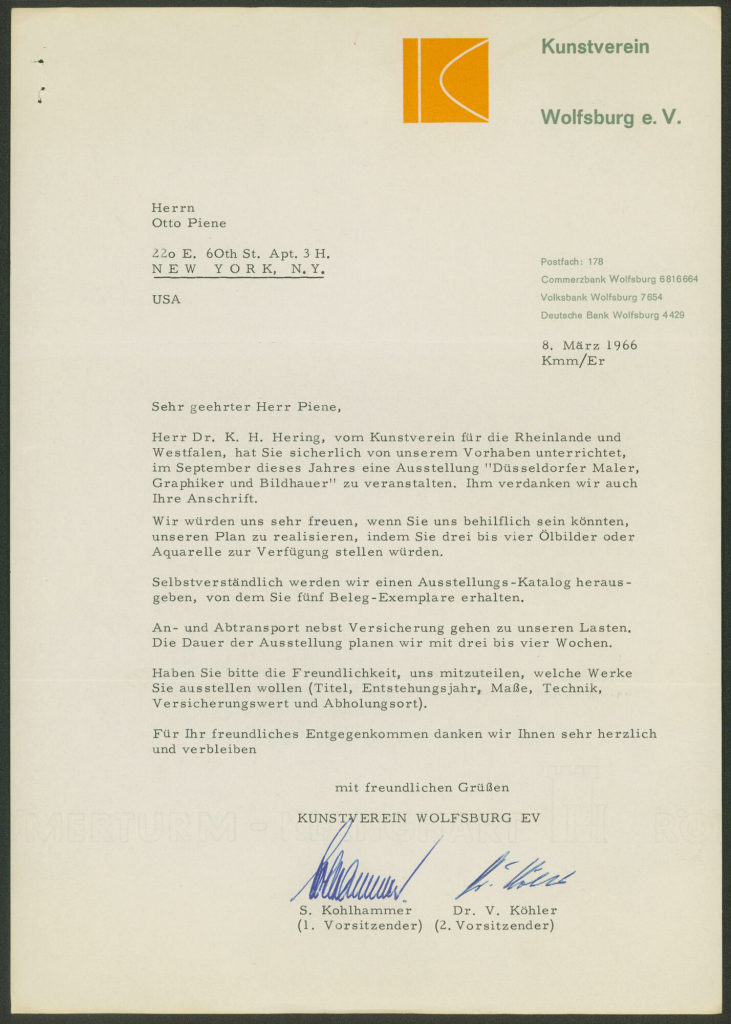 Kunstverein
Wolfsburg e. V.
Herrn
Otto Piene
22o E. 6Oth St. Apt. 3 H.
NEW YORK, N.Y.
USA
Postfach: 178
Commerzbank Wolfsburg 6816664
Volksbank Wolfsburg 7654
Deutsche Bank Wolfsburg 4429
8. März 1966
Kmm/Er
Sehr geehrter Herr Piene,
Herr Dr. K. H. Hering, vom Kunstverein für die Rheinlande und
Westfalen, hat Sie sicherlich von unserem Vorhaben unterrichtet,
im September dieses Jahres eine Ausstellung "Düsseldorfer Maler,
Graphiker und Bildhauer" zu veranstalten. Ihm verdanken wir auch
Ihre Anschrift.
Wir würden uns sehr freuen, wenn Sie uns behilflich sein könnten,
unseren Plan zu realisieren, indem Sie drei bis vier Ölbilder oder
Aquarelle zur Verfügung stellen würden.
Selbstverständlich werden wir einen Ausstellungs-Katalog heraus-
geben, von dem Sie fünf Beleg-Exemplare erhalten.
An- und Abtransport nebst Versicherung gehen zu unseren Lasten.
Die Dauer der Ausstellung planen wir mit drei bis vier Wochen.
Haben Sie bitte die Freundlichkeit, uns mitzuteilen, welche Werke
Sie ausstellen wollen (Titel, Entstehungsjahr, Maße, Technik,
Versicherungswert und Abholungsort).
Für Ihr freundliches Entgegenkommen danken wir Ihnen sehr herzlich
und verbleiben
mit freundlichen Grüßen
KUNSTVEREIN WOLFSBURG EV
Kohlhammer
S. Kohlhammer Dr. V. Köhler
(1. Vorsitzender) (2. Vorsitzender)